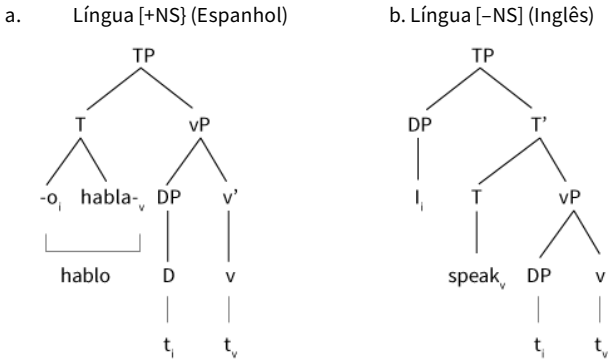 a. Língua [+NS} (Espanhol) b. Língua [–NS] (Inglês)
TP TP
T vP DP T’
-oᵢ habla-ᵥ DP v’ Iᵢ T vP
hablo D v speakᵥ DP v
tᵢ tᵥ tᵢ tᵥ